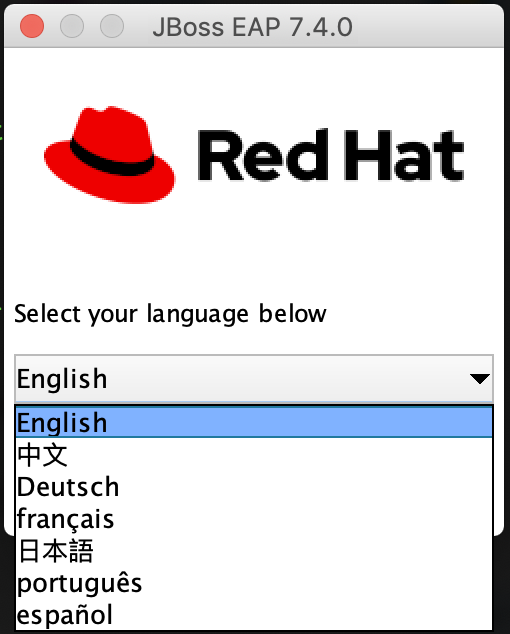 JBoss EAP 7.4.0
Red Hat
Select your language below
English
English
中文
Deutsch
français
日本語
português
español